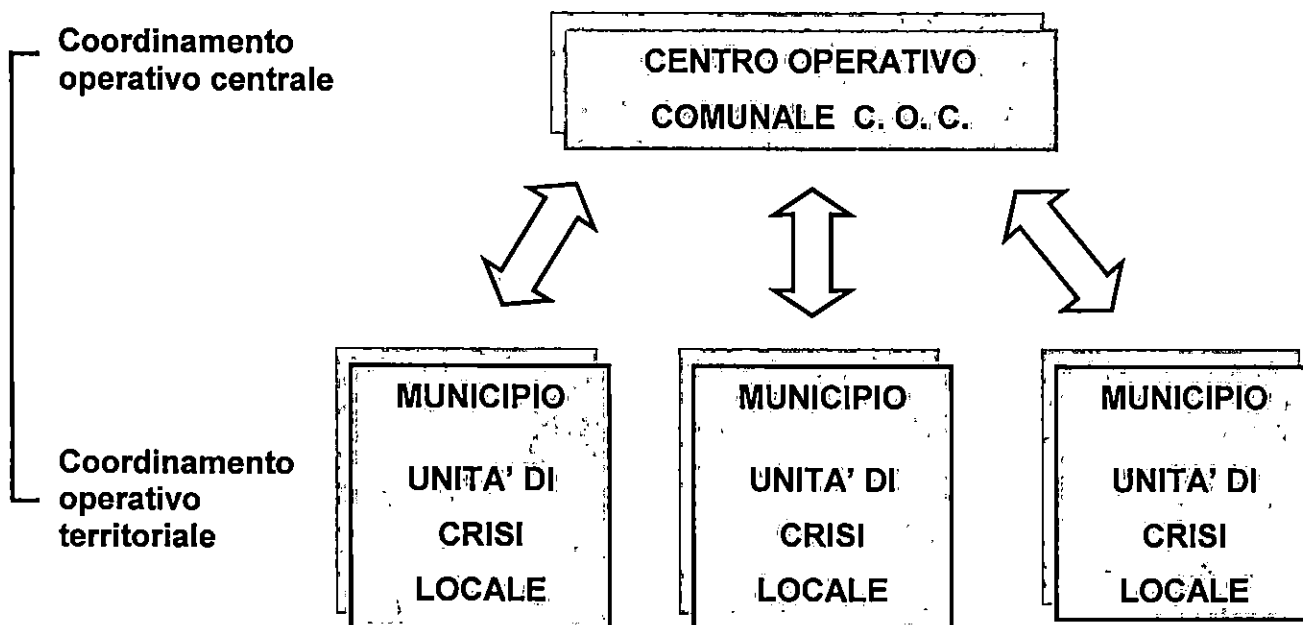 Coordinamento
operativo centrale
CENTRO OPERATIVO
COMUNALE C. O. C.
Coordinamento
operativo
territoriale
MUNICIPIO
UNITA' DI
CRISI
LOCALE
MUNICIPIO
UNITA' DI
CRISI
LOCALE
MUNICIPIO
UNITA' DI
CRISI
LOCALE